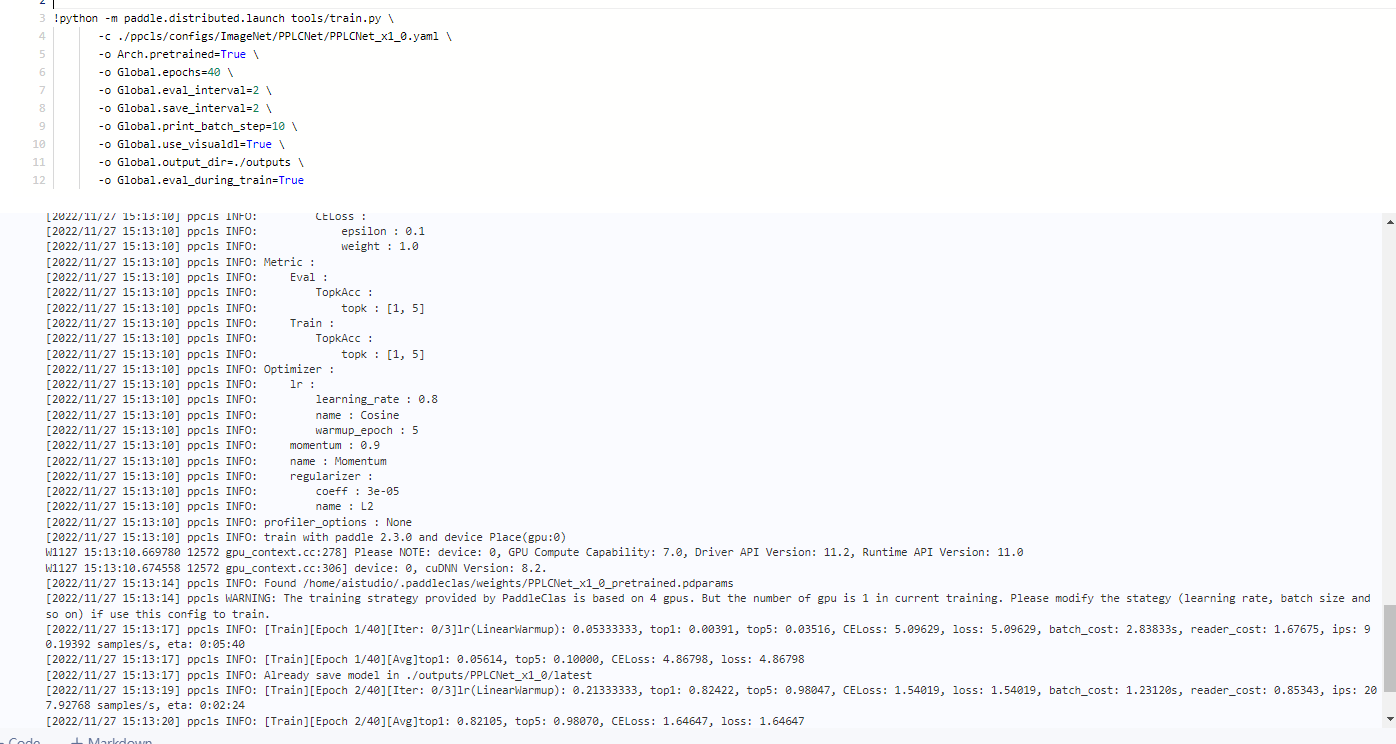 2
3 !python -m paddle.distributed.launch tools/train.py \
4 -c ./ppcls/configs/ImageNet/PPLCNet/PPLCNet_x1_0.yaml \
5 -o Arch.pretrained=True \
6 -o Global.epochs=40 \
7 -o Global.eval_interval=2 \
8 -o Global.save_interval=2 \
9 -o Global.print_batch_step=10 \
10 -o Global.use_visualdl=True \
11 -o Global.output_dir=./outputs \
12 -o Global.eval_during_train=True
[2022/11/27 15:13:10] ppcls INFO: CELoss :
[2022/11/27 15:13:10] ppcls INFO: epsilon : 0.1
[2022/11/27 15:13:10] ppcls INFO: weight : 1.0
[2022/11/27 15:13:10] ppcls INFO: Metric :
[2022/11/27 15:13:10] ppcls INFO: Eval :
[2022/11/27 15:13:10] ppcls INFO: TopkAcc :
[2022/11/27 15:13:10] ppcls INFO: topk : [1, 5]
[2022/11/27 15:13:10] ppcls INFO: Train :
[2022/11/27 15:13:10] ppcls INFO: TopkAcc :
[2022/11/27 15:13:10] ppcls INFO: topk : [1, 5]
[2022/11/27 15:13:10] ppcls INFO: Optimizer :
[2022/11/27 15:13:10] ppcls INFO: lr :
[2022/11/27 15:13:10] ppcls INFO: learning_rate : 0.8
[2022/11/27 15:13:10] ppcls INFO: name : Cosine
[2022/11/27 15:13:10] ppcls INFO: warmup_epoch : 5
[2022/11/27 15:13:10] ppcls INFO: momentum : 0.9
[2022/11/27 15:13:10] ppcls INFO: name : Momentum
[2022/11/27 15:13:10] ppcls INFO: regularizer :
[2022/11/27 15:13:10] ppcls INFO: coeff : 3e-05
[2022/11/27 15:13:10] ppcls INFO: name : L2
[2022/11/27 15:13:10] ppcls INFO: profiler_options : None
[2022/11/27 15:13:10] ppcls INFO: train with paddle 2.3.0 and device Place(gpu:0)
W1127 15:13:10.669780 12572 gpu_context.cc:278] Please NOTE: device: 0, GPU Compute Capability: 7.0, Driver API Version: 11.2, Runtime API Version: 11.0
W1127 15:13:10.674558 12572 gpu_context.cc:306] device: 0, cuDNN Version: 8.2.
[2022/11/27 15:13:14] ppcls INFO: Found /home/aistudio/.paddleclas/weights/PPLCNet_x1_0_pretrained.pdparams
[2022/11/27 15:13:14] ppcls WARNING: The training strategy provided by PaddleClas is based on 4 gpus. But the number of gpu is 1 in current training. Please modify the stategy (learning rate, batch size and
so on) if use this config to train.
[2022/11/27 15:13:17] ppcls INFO: [Train][Epoch 1/40][Iter: 0/3]lr(LinearWarmup): 0.05333333, top1: 0.00391, top5: 0.03516, CELoss: 5.09629, loss: 5.09629, batch_cost: 2.83833s, reader_cost: 1.67675, ips: 9
0.19392 samples/s, eta: 0:05:40
[2022/11/27 15:13:17] ppcls INFO: [Train][Epoch 1/40][Avg]top1: 0.05614, top5: 0.10000, CELoss: 4.86798, loss: 4.86798
[2022/11/27 15:13:17] ppcls INFO: Already save model in ./outputs/PPLCNet_x1_0/latest
[2022/11/27 15:13:19] ppcls INFO: [Train][Epoch 2/40][Iter: 0/3]lr(LinearWarmup): 0.21333333, top1: 0.82422, top5: 0.98047, CELoss: 1.54019, loss: 1.54019, batch_cost: 1.23120s, reader_cost: 0.85343, ips: 20
7.92768 samples/s, eta: 0:02:24
[2022/11/27 15:13:20] ppcls INFO: [Train][Epoch 2/40][Avg]top1: 0.82105, top5: 0.98070, CELoss: 1.64647, loss: 1.64647
Code + Markdown